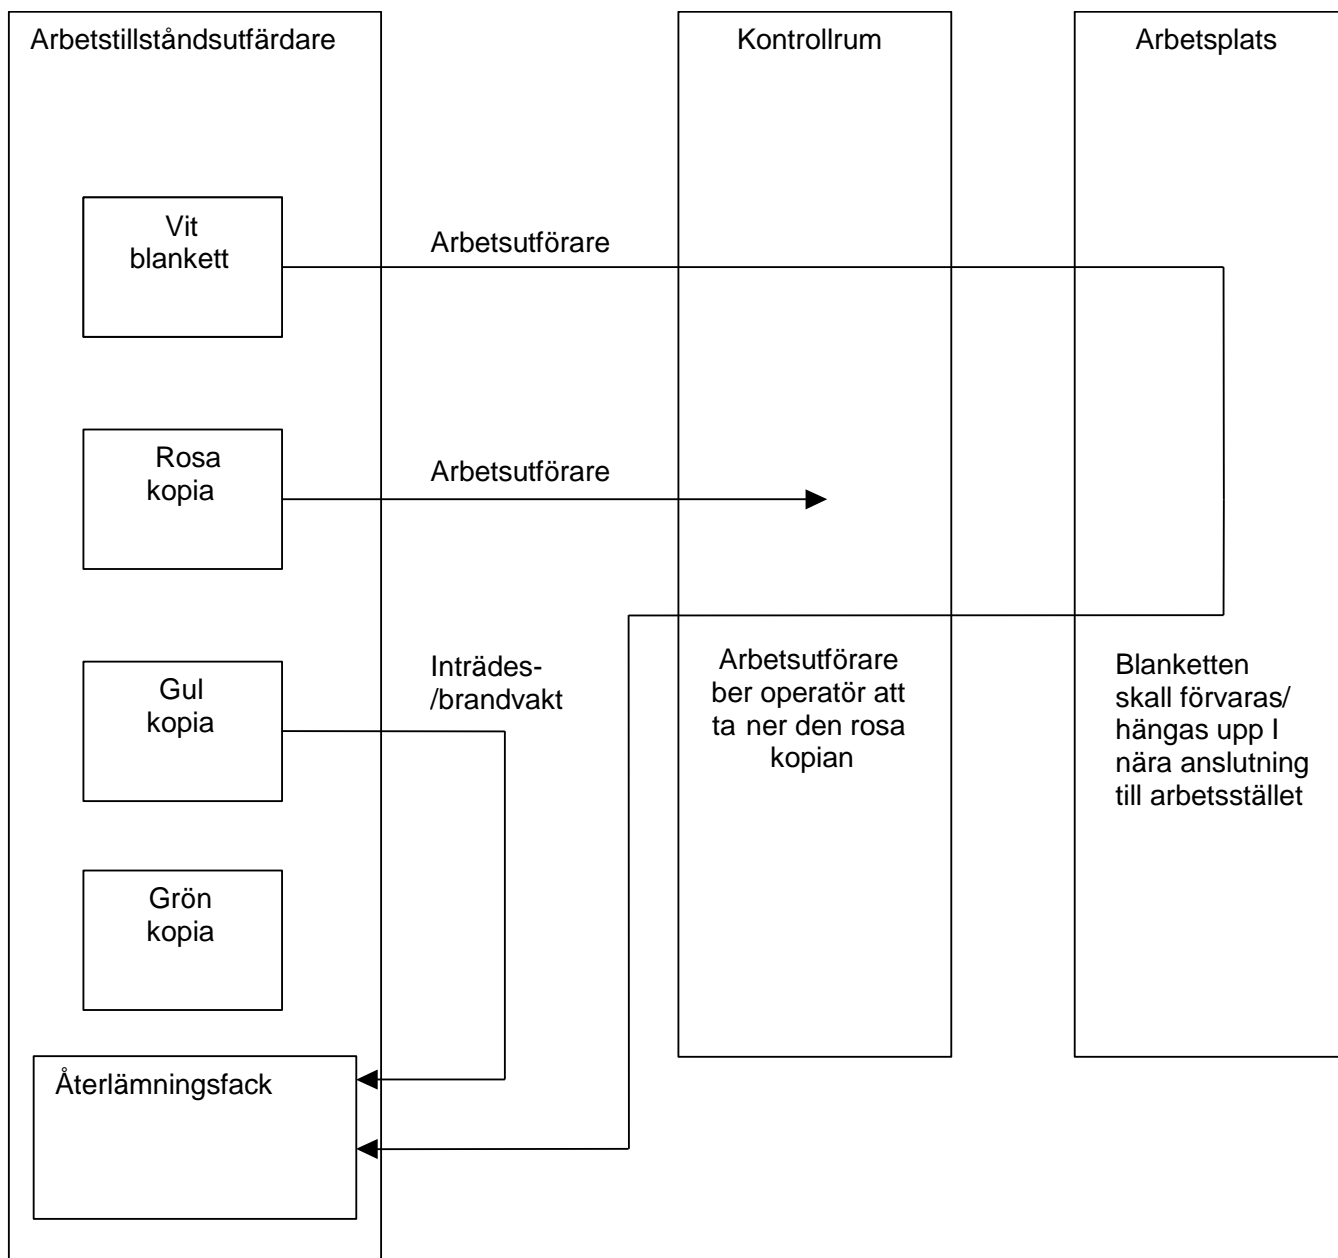 Arbetstillståndsutfärdare
Kontrollrum
Arbetsplats
Vit
blankett
Arbetsutförare
Rosa
kopia
Arbetsutförare
Gul
kopia
Inträdes-
/brandvakt
Arbetsutförare
ber operatör att
ta ner den rosa
kopian
Blanketten
skall förvaras/
hängas upp I
nära anslutning
till arbetsstället
Grön
kopia
Återlämningsfack